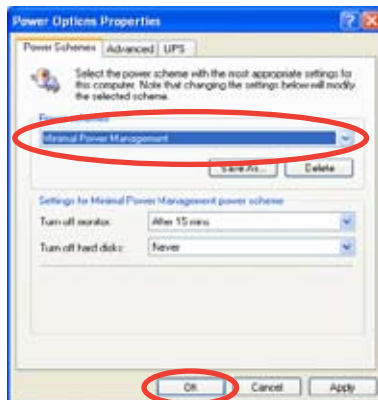 Power Options Properties
Power Schemes Advanced UPS
Select the power scheme with the most appropriate settings for
this computer. Note that changing the settings below will modify
the selected scheme.
Power schemes
Minimal Power Management
Save As... Delete
Settings for Minimal Power Management power scheme
Turn off monitor: After 15 mins
Turn off hard disks: Never
OK Cancel Apply